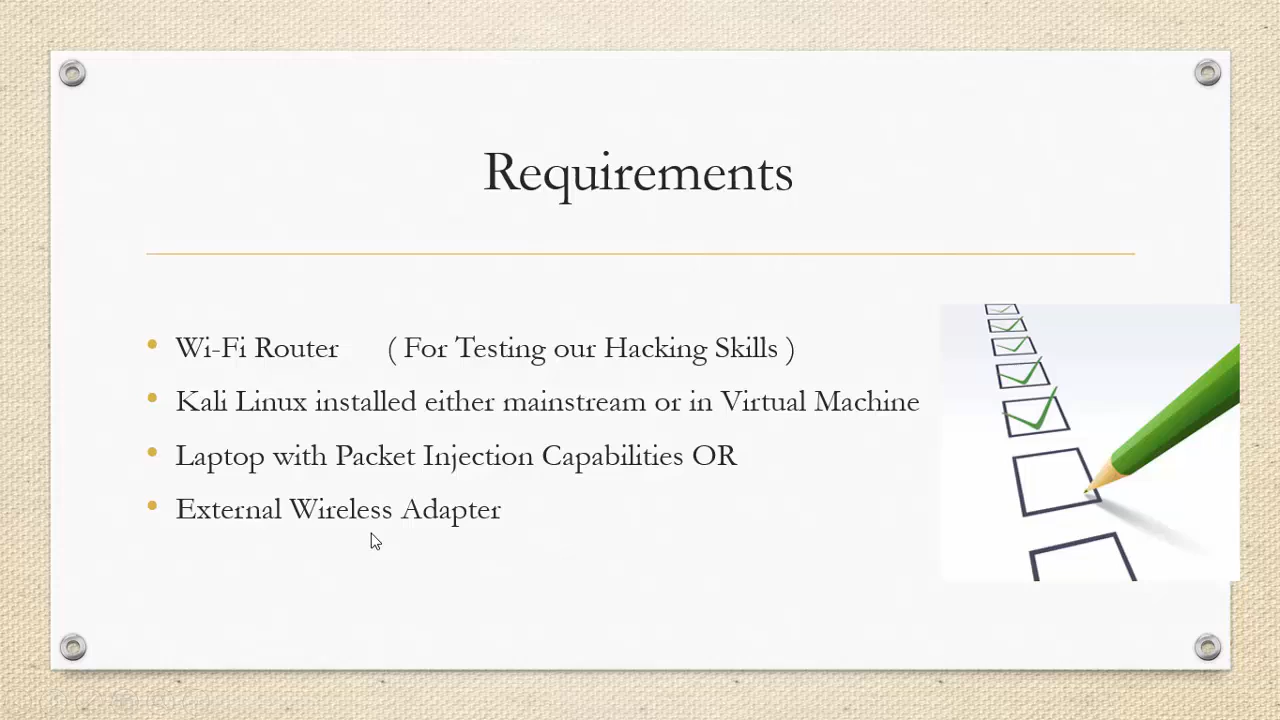 Requirements
• Wi-Fi Router ( For Testing our Hacking Skills )
• Kali Linux installed either mainstream or in Virtual Machine
• Laptop with Packet Injection Capabilities OR
• External Wireless Adapter